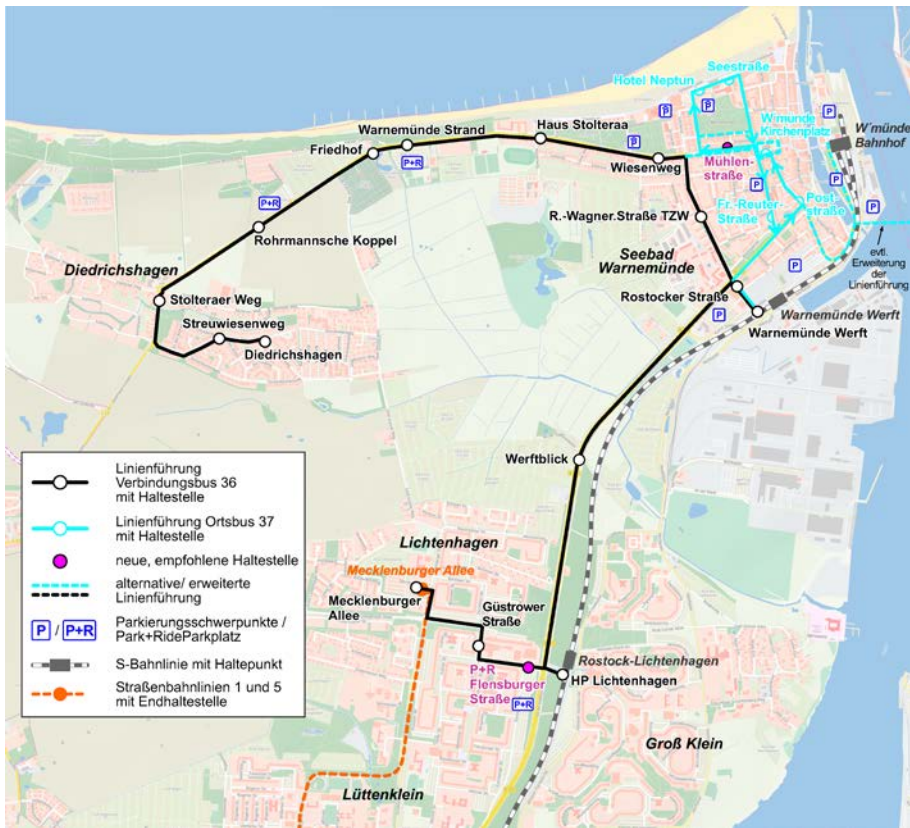 Seestraße
Hotel Neptun
Warnemünde Strand
Haus Stolteraa
W'münde
Kirchenplatz
W'münde
Bahnhof
Friedhof
P+R
Wiesenweg
Mühlen-
straße
P+R
R.-Wagner.Straße TZW
Fr.-Reuter-
Straße
Post
straße
Rohrmannsche Koppel
Diedrichshagen
Seebad
Warnemünde
evtl.
Erweiterung
der
Linienführung
Stolteraer Weg
Rostocker Straße
Streuwiesenweg
Diedrichshagen
Warnemünde Werft
Warnemünde Werft
P
P
P
P
P
P
P
P
P
P
Werftblick
Linienführung
Verbindungsbus 36
mit Haltestelle
Linienführung Ortsbus 37
mit Haltestelle
neue, empfohlene Haltestelle
alternative/ erweiterte
Linienführung
P / P+R
Parkierungsschwerpunkte /
Park+RideParkplatz
S-Bahnlinie mit Haltepunkt
Straßenbahnlinien 1 und 5
mit Endhaltestelle
Lichtenhagen
Mecklenburger Allee
Mecklenburger
Allee
Güstrower
Straße
P+R
Flensburger
Straße
P+R
Rostock-Lichtenhagen
HP Lichtenhagen
Groß Klein
Lüttenklein